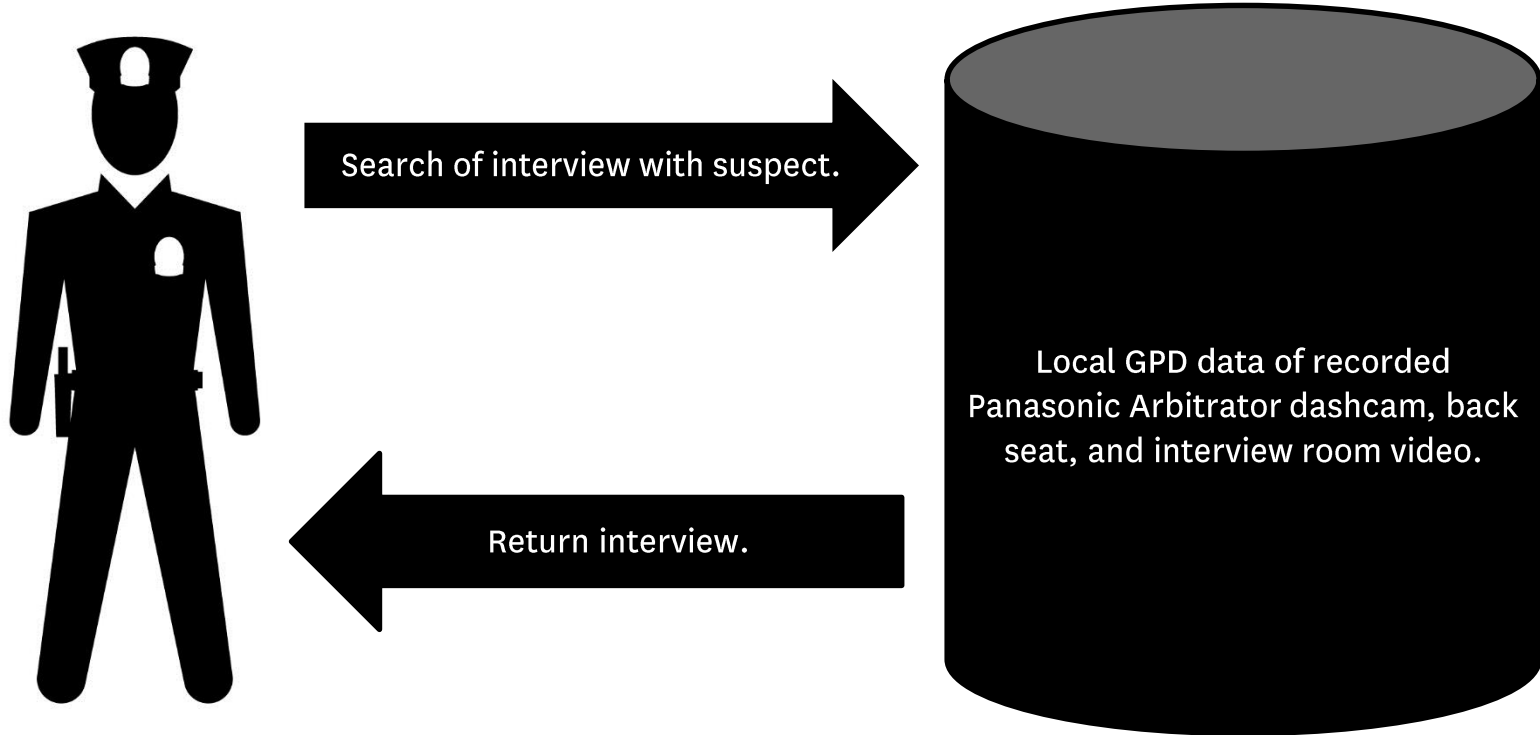 Search of interview with suspect.
Local GPD data of recorded
Panasonic Arbitrator dashcam, back
seat, and interview room video.
Return interview.